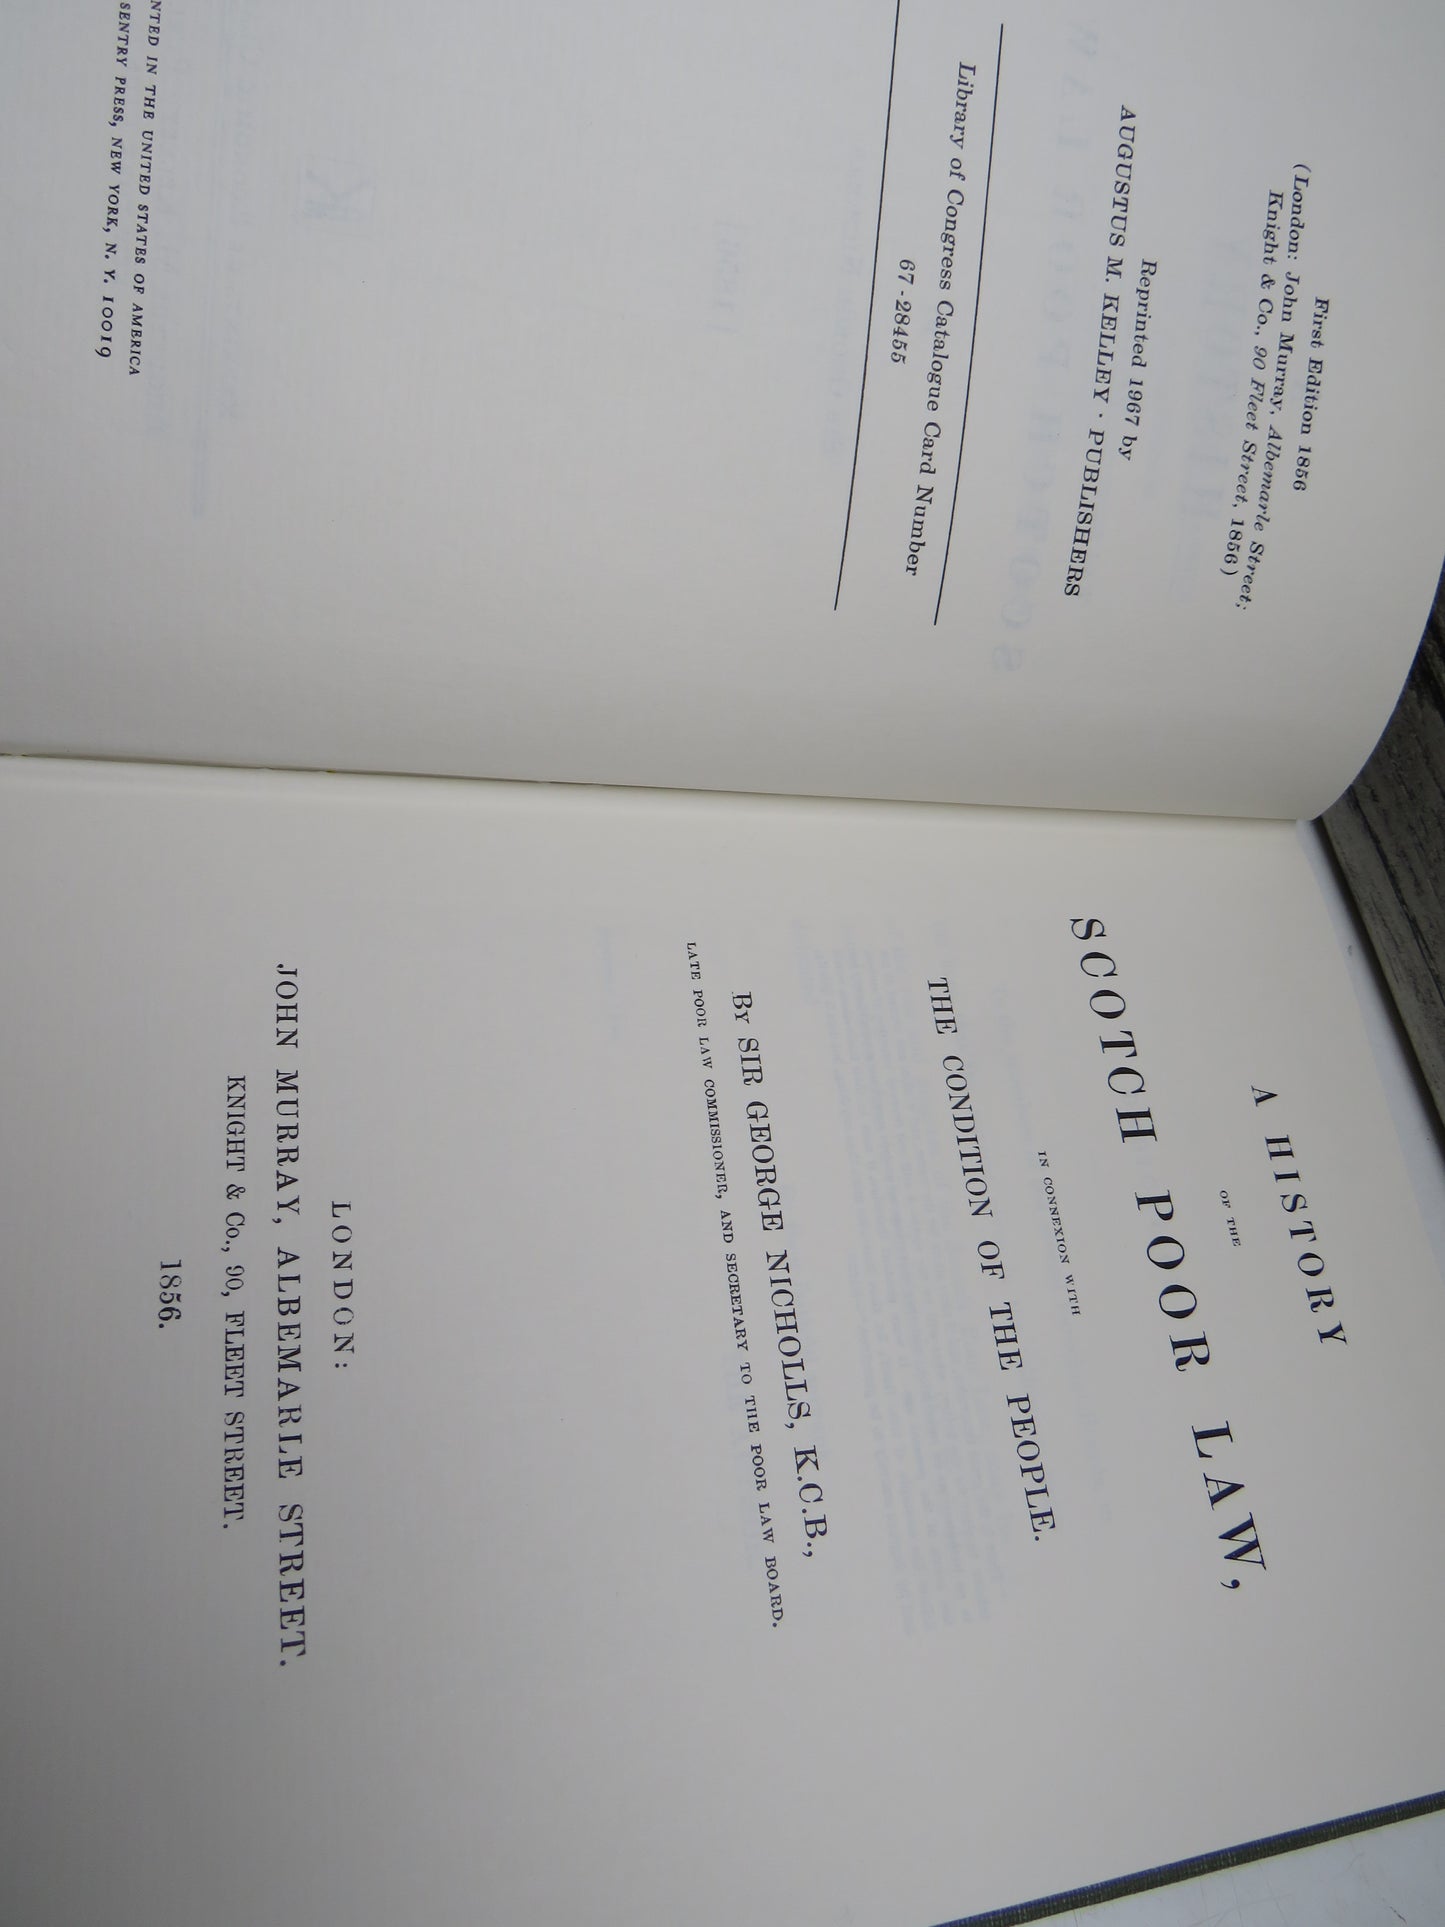 First Edition 1856
(London: John Murray, Albemarle Street;
Knight & Co., 90 Fleet Street, 1856)
Reprinted 1967 by
AUGUSTUS M. KELLEY · PUBLISHERS
Library of Congress Catalogue Card Number
67-28455
NTED IN THE UNITED STATES OF AMERICA
SENTRY PRESS, NEW YORK, N. Y. 10019
A HISTORY
OF THE
SCOTCH POOR LAW,
IN CONNEXION WITH
THE CONDITION OF THE PEOPLE.
By SIR GEORGE NICHOLLS, K.C.B.,
LATE POOR LAW COMMISSIONER, AND SECRETARY TO THE POOR LAW BOARD.
LONDON:
JOHN MURRAY, ALBEMARLE STREET.
KNIGHT & Co., 90, FLEET STREET.
1856.